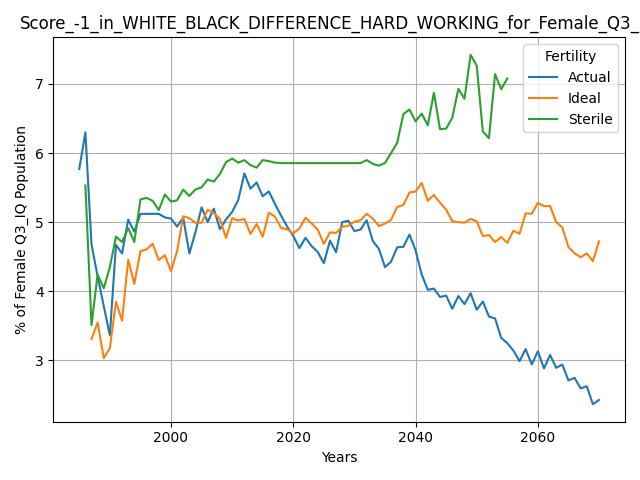 Score_-1_in_WHITE_BLACK_DIFFERENCE_HARD_WORKING_for_Female_Q3_
% of Female Q3_IQ Population
7
6
5
4
3
Fertility
Actual
Ideal
Sterile
2000
2020
2040
2060
Years